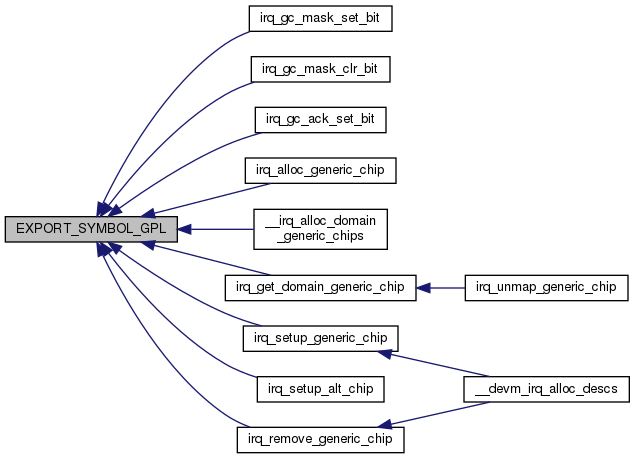 irq_gc_mask_set_bit
irq_gc_mask_clr_bit
irq_gc_ack_set_bit
irq_alloc_generic_chip
EXPORT_SYMBOL_GPL
__irq_alloc_domain
_generic_chips
irq_get_domain_generic_chip
irq_unmap_generic_chip
irq_setup_generic_chip
irq_setup_alt_chip
__devm_irq_alloc_descs
irq_remove_generic_chip